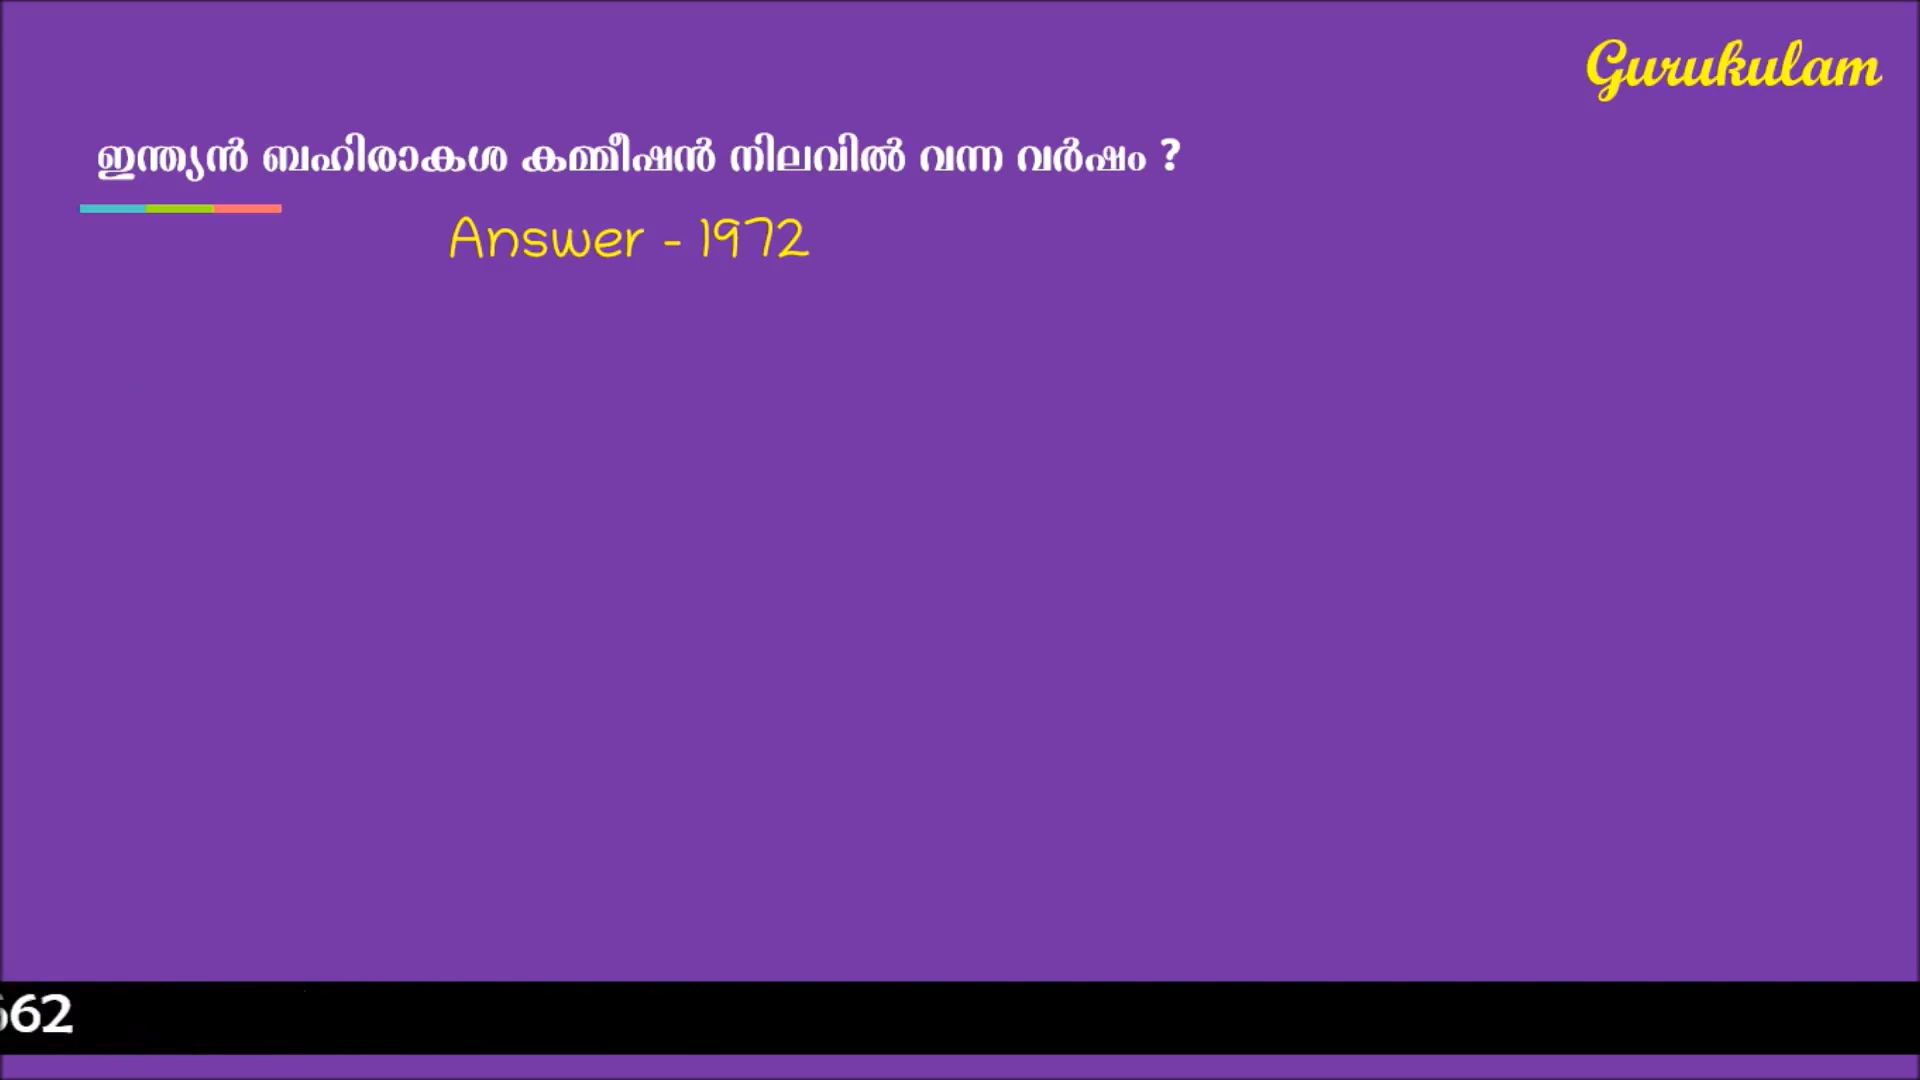 Gurukulam
ഇന്ത്യൻ ബഹിരാകശ കമ്മീഷൻ നിലവിൽ വന്ന വർഷം ?
Answer - 1972
62